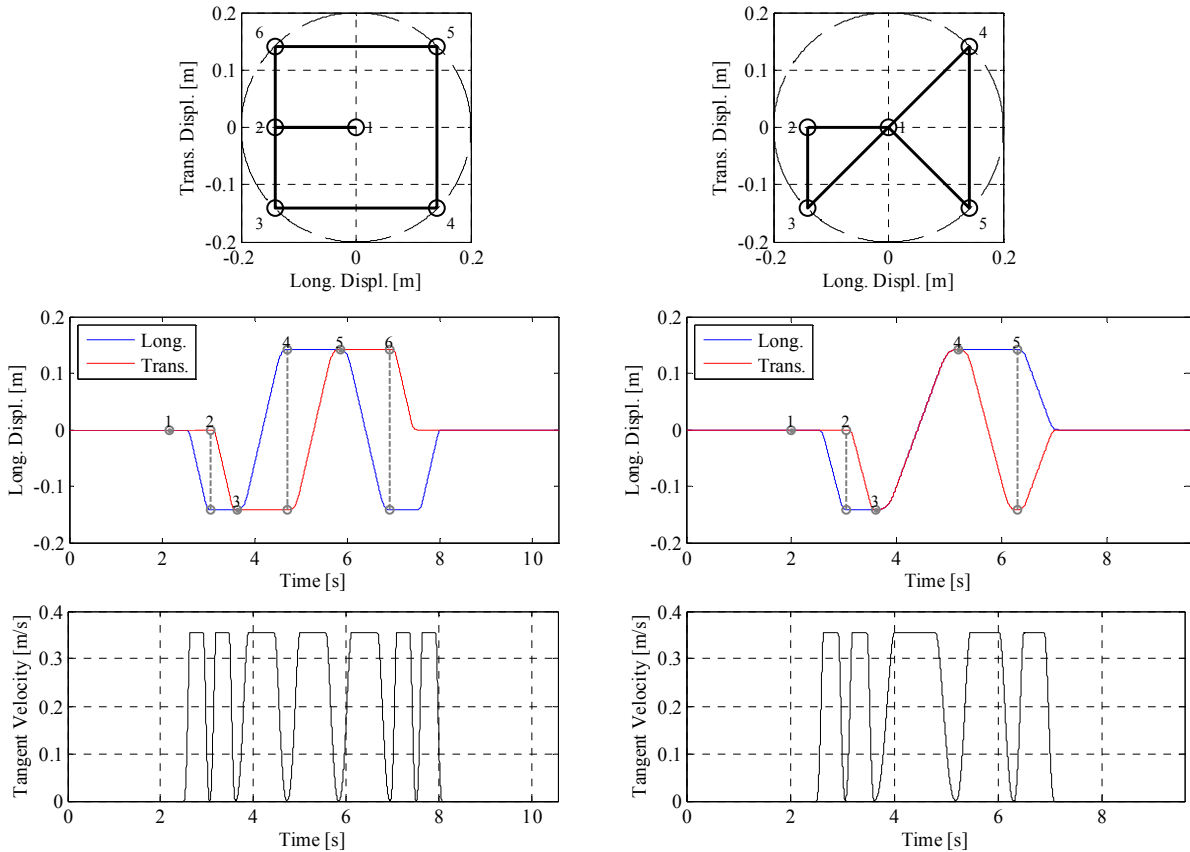 0.2
0.1
0
-0.1
-0.2
Trans. Displ. [m]
6 5
2 1
3 4
-0.2 0 0.2
Long. Displ. [m]
0.2
0.1
0
-0.1
-0.2
Trans. Displ. [m]
4
2 1
3 5
-0.2 0 0.2
Long. Displ. [m]
0.2
0.1
0
-0.1
-0.2
Long. Displ. [m]
Long.
Trans.
1 2 3 4 5 6
0 2 4 6 8 10
Time [s]
0.2
0.1
0
-0.1
-0.2
Long. Displ. [m]
Long.
Trans.
1 2 3 4 5
0 2 4 6 8
Time [s]
0.4
0.3
0.2
0.1
0
Tangent Velocity [m/s]
0 2 4 6 8 10
Time [s]
0.4
0.3
0.2
0.1
0
Tangent Velocity [m/s]
0 2 4 6 8
Time [s]